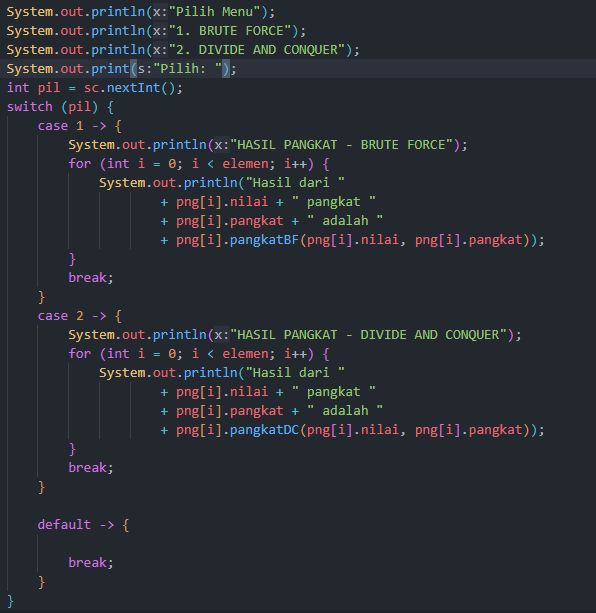 System.out.println(x:"Pilih Menu");
System.out.println(x:"1. BRUTE FORCE");
System.out.println(x:"2. DIVIDE AND CONQUER");
System.out.print(s:"Pilih: ");
int pil = sc.nextInt();
switch (pil) {
    case 1 -> {
        System.out.println(x:"HASIL PANGKAT - BRUTE FORCE");
        for (int i = 0; i < elemen; i++) {
            System.out.println("Hasil dari "
                    + png[i].nilai + " pangkat "
                    + png[i].pangkat + " adalah "
                    + png[i].pangkatBF(png[i].nilai, png[i].pangkat));
        }
        break;
    }
    case 2 -> {
        System.out.println(x:"HASIL PANGKAT - DIVIDE AND CONQUER");
        for (int i = 0; i < elemen; i++) {
            System.out.println("Hasil dari "
                    + png[i].nilai + " pangkat "
                    + png[i].pangkat + " adalah "
                    + png[i].pangkatDC(png[i].nilai, png[i].pangkat));
        }
        break;
    }

    default -> {

        break;
    }
}